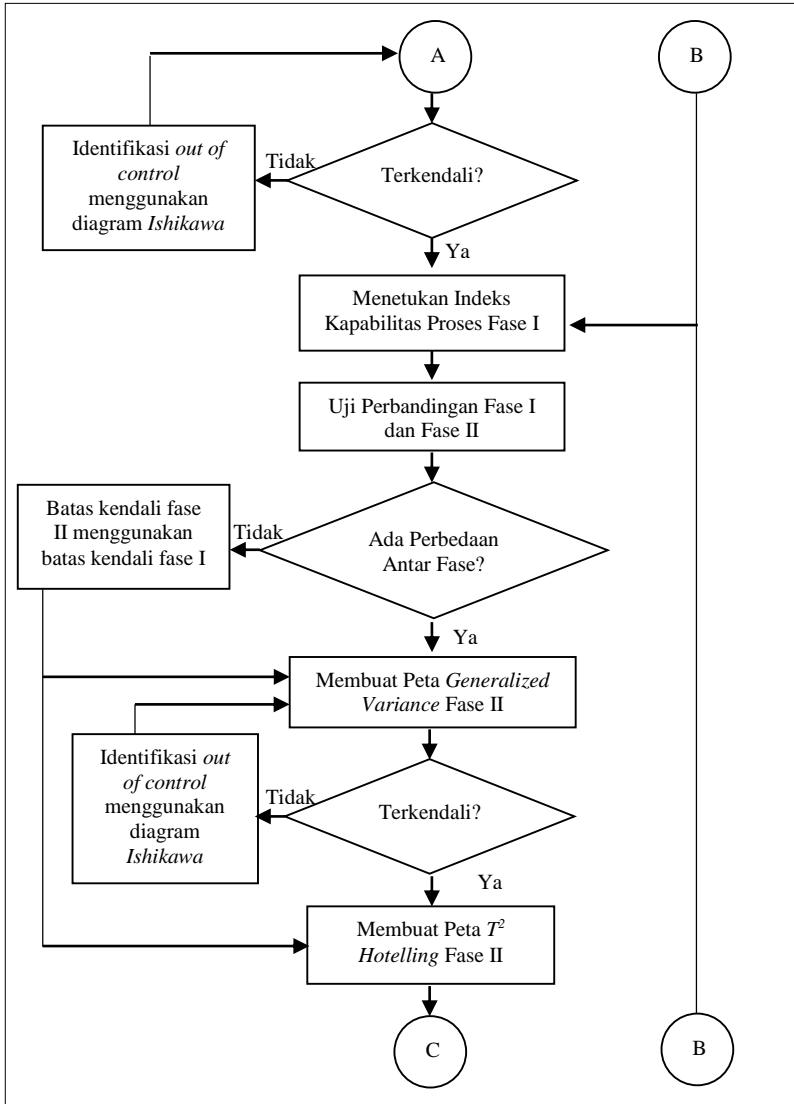 A
B
Identifikasi out of
control
menggunakan
diagram Ishikawa
Tidak
Terkendali?
Ya
Menetukan Indeks
Kapabilitas Proses Fase I
Uji Perbandingan Fase I
dan Fase II
Batas kendali fase
II menggunakan
batas kendali fase I
Tidak
Ada Perbedaan
Antar Fase?
Ya
Membuat Peta Generalized
Variance Fase II
Identifikasi out
of control
menggunakan
diagram
Ishikawa
Tidak
Terkendali?
Ya
Membuat Peta T²
Hotelling Fase II
C
B